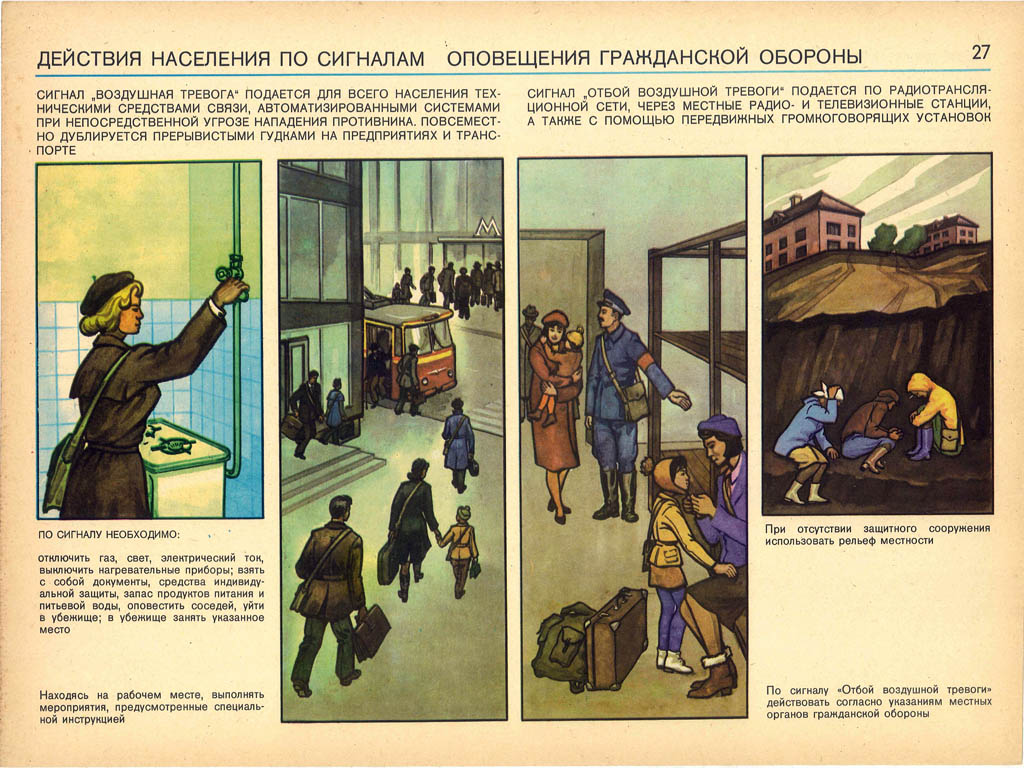 ДЕЙСТВИЯ НАСЕЛЕНИЯ ПО СИГНАЛАМ ОПОВЕЩЕНИЯ ГРАЖДАНСКОЙ ОБОРОНЫ
27
СИГНАЛ „ВОЗДУШНАЯ ТРЕВОГА“ ПОДАЕТСЯ ДЛЯ ВСЕГО НАСЕЛЕНИЯ ТЕХ-
НИЧЕСКИМИ СРЕДСТВАМИ СВЯЗИ, АВТОМАТИЗИРОВАННЫМИ СИСТЕМАМИ
ПРИ НЕПОСРЕДСТВЕННОЙ УГРОЗЕ НАПАДЕНИЯ ПРОТИВНИКА. ПОВСЕМЕСТ-
НО ДУБЛИРУЕТСЯ ПРЕРЫВИСТЫМИ ГУДКАМИ НА ПРЕДПРИЯТИЯХ И ТРАНС-
ПОРТЕ
СИГНАЛ „ОТБОЙ ВОЗДУШНОЙ ТРЕВОГИ“ ПОДАЕТСЯ ПО РАДИОТРАНСЛЯ-
ЦИОННОЙ СЕТИ, ЧЕРЕЗ МЕСТНЫЕ РАДИО- И ТЕЛЕВИЗИОННЫЕ СТАНЦИИ,
А ТАКЖЕ С ПОМОЩЬЮ ПЕРЕДВИЖНЫХ ГРОМКОГОВОРЯЩИХ УСТАНОВОК
М
ПО СИГНАЛУ НЕОБХОДИМО:
отключить газ, свет, электрический ток,
выключить нагревательные приборы; взять
с собой документы, средства индивиду-
альной защиты, запас продуктов питания и
питьевой воды, оповестить соседей, уйти
в убежище; в убежище занять указанное
место
Находясь на рабочем месте, выполнять
мероприятия, предусмотренные специаль-
ной инструкцией
При отсутствии защитного сооружения
использовать рельеф местности
По сигналу «Отбой воздушной тревоги»
действовать согласно указаниям местных
органов гражданской обороны